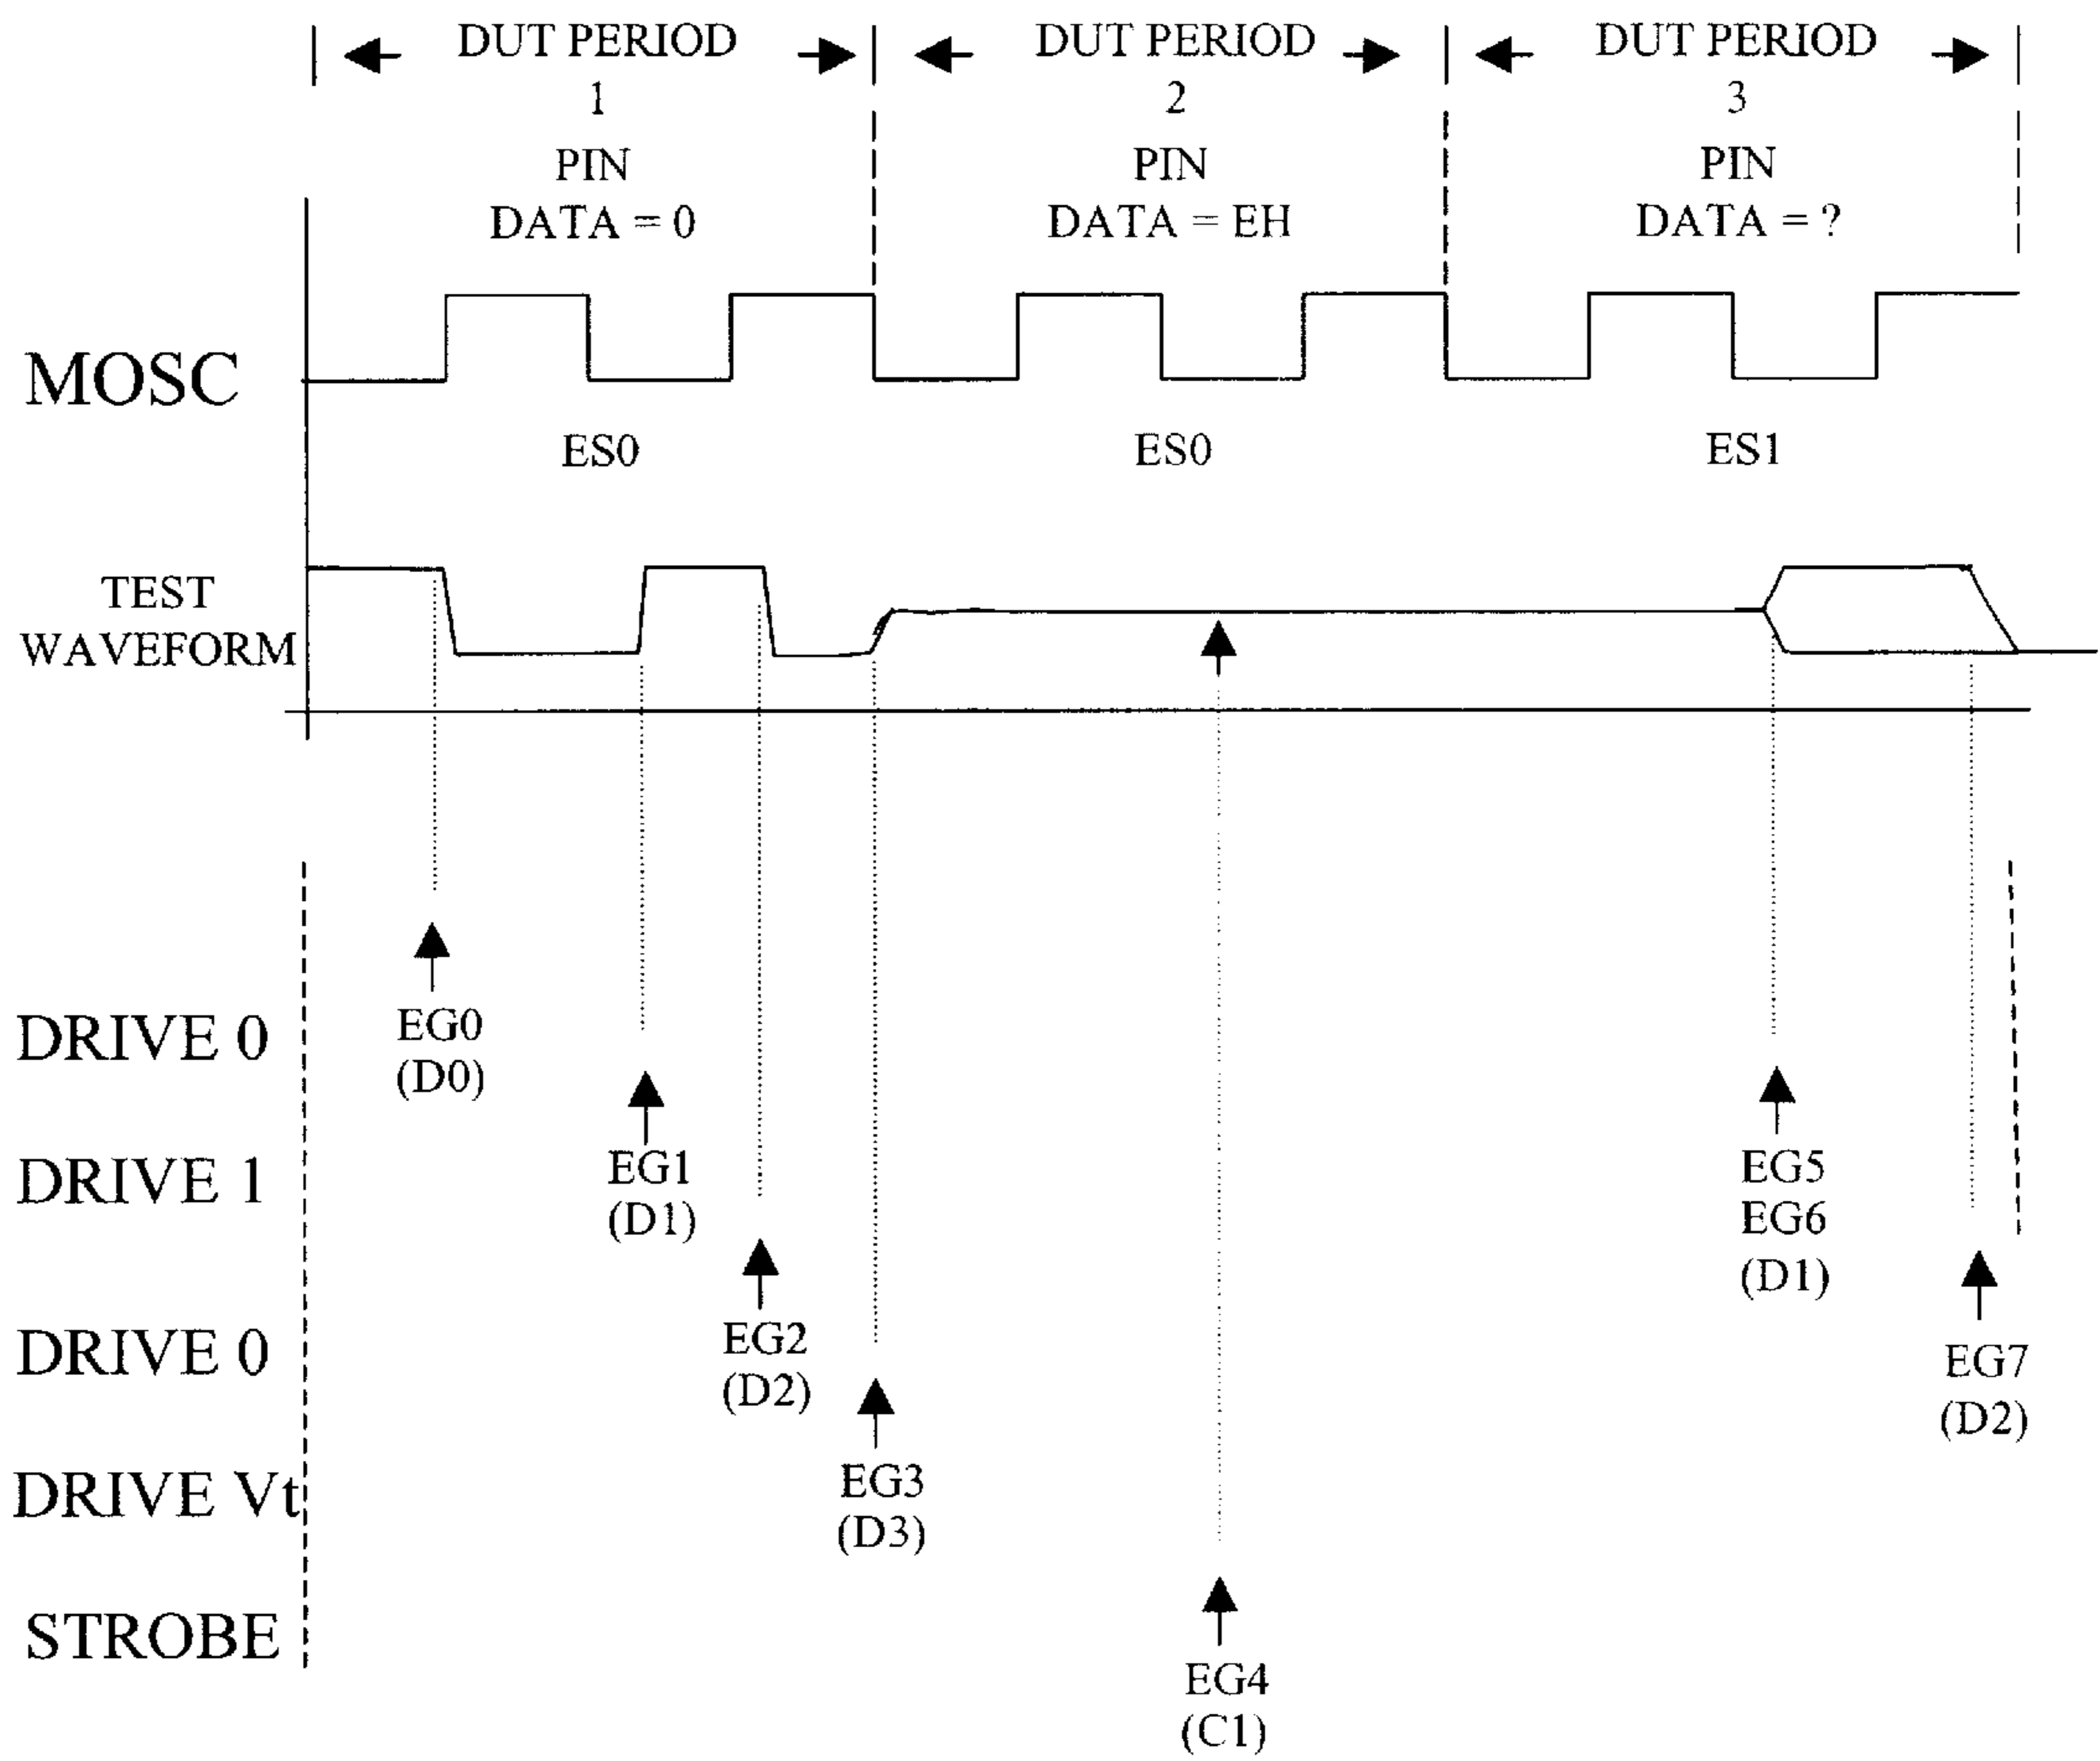 DUT PERIOD
1
PIN
DATA = 0
DUT PERIOD
2
PIN
DATA = EH
DUT PERIOD
3
PIN
DATA = ?
MOSC
ES0
ES0
ES1
TEST
WAVEFORM
DRIVE 0
EG0
(D0)
DRIVE 1
EG1
(D1)
EG5
EG6
(D1)
DRIVE 0
EG2
(D2)
EG7
(D2)
DRIVE Vt
EG3
(D3)
STROBE
EG4
(C1)